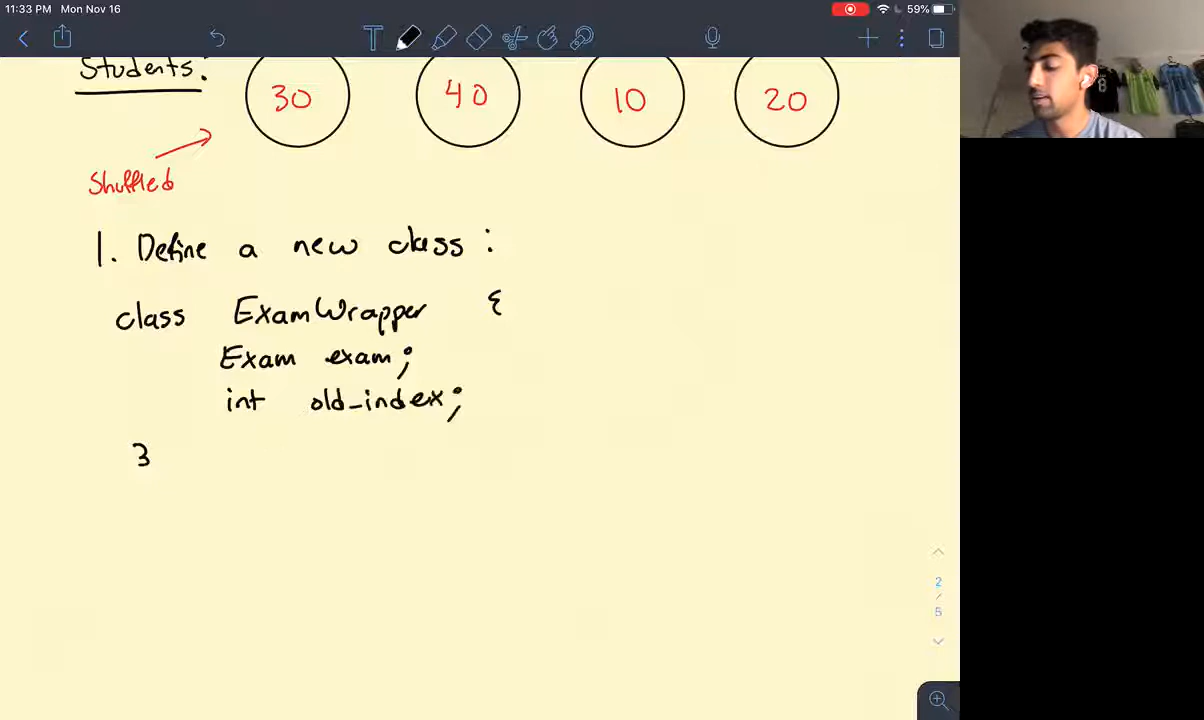 11:33 PM Mon Nov 16
59%
T
Students:
30 40 10 20
Shuffled
1. Define a new class:
class ExamWrapper {
Exam exam;
int old_index;
}
2
/
5
8